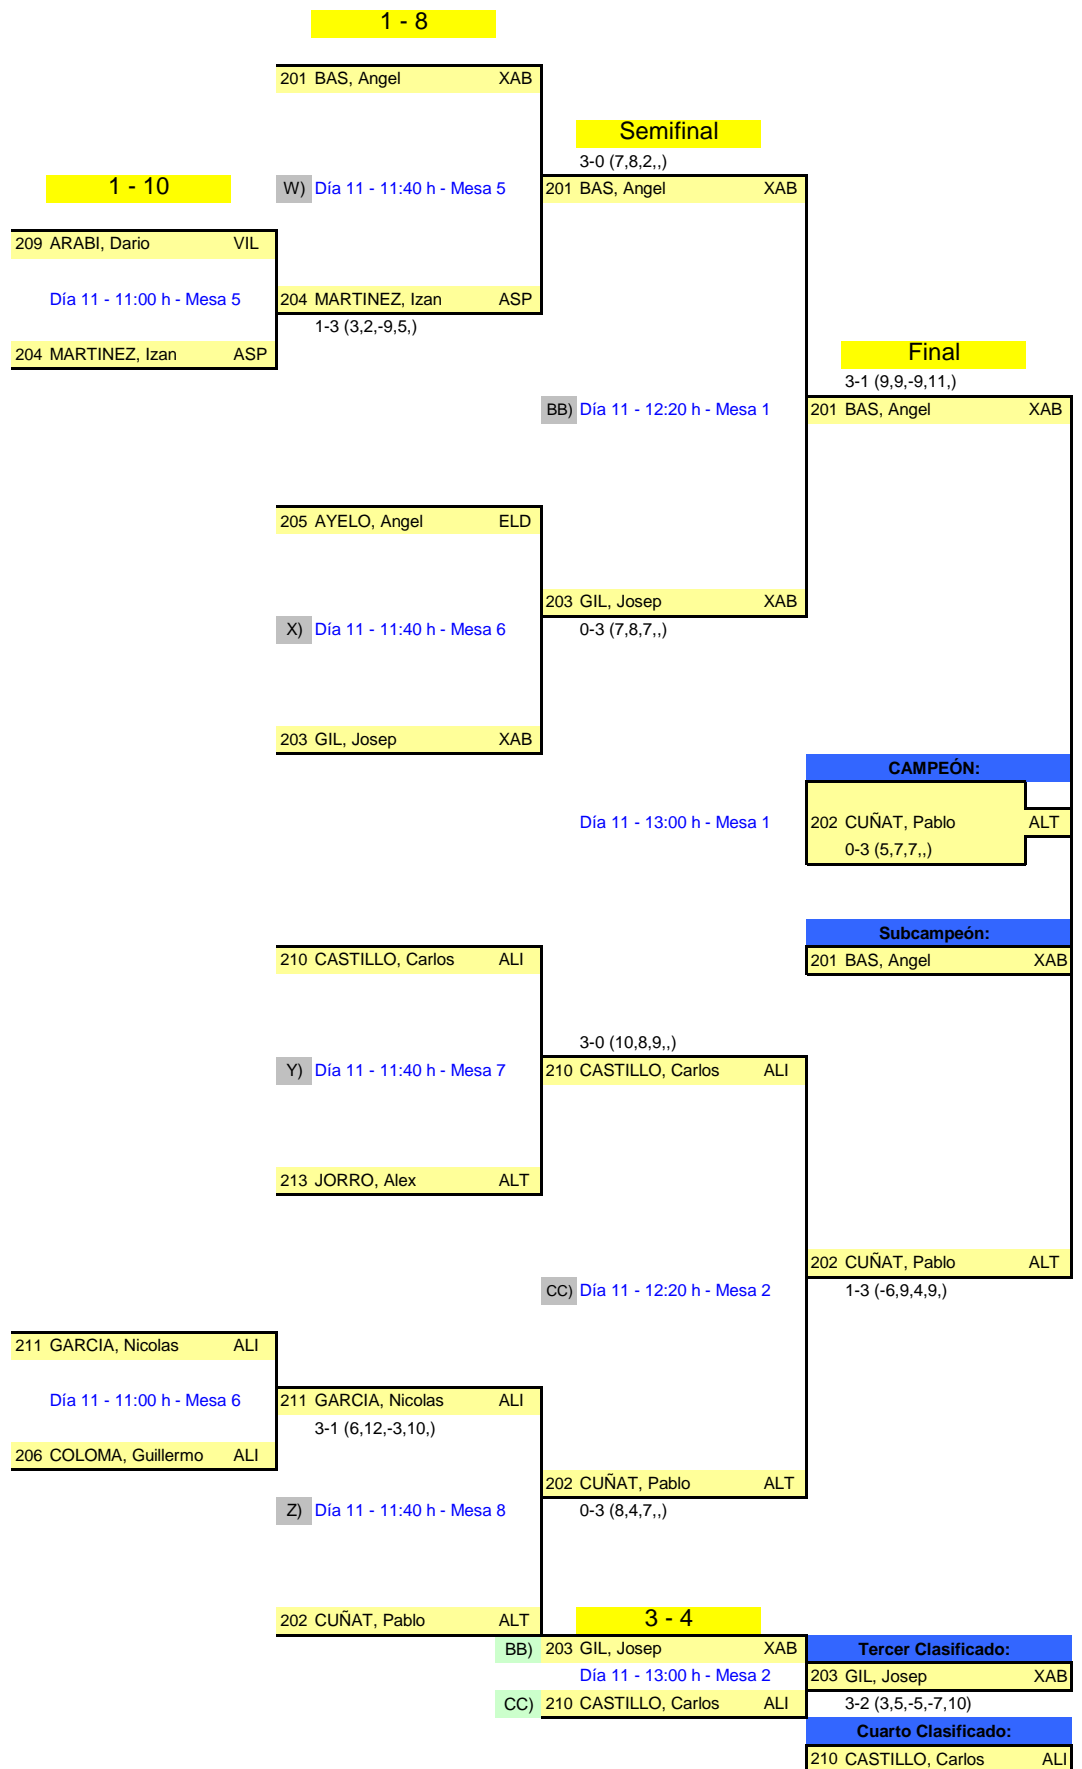 1 - 8
201 BAS, Angel XAB
Semifinal
3-0 (7,8,2,,)
1 - 10
W) Día 11 - 11:40 h - Mesa 5
201 BAS, Angel XAB
209 ARABI, Dario VIL
Día 11 - 11:00 h - Mesa 5
204 MARTINEZ, Izan ASP
1-3 (3,2,-9,5,)
204 MARTINEZ, Izan ASP
Final
3-1 (9,9,-9,11,)
BB) Día 11 - 12:20 h - Mesa 1
201 BAS, Angel XAB
205 AYELO, Angel ELD
203 GIL, Josep XAB
X) Día 11 - 11:40 h - Mesa 6
0-3 (7,8,7,,)
203 GIL, Josep XAB
CAMPEÓN:
Día 11 - 13:00 h - Mesa 1
202 CUÑAT, Pablo ALT
0-3 (5,7,7,,)
Subcampeón:
210 CASTILLO, Carlos ALI
201 BAS, Angel XAB
3-0 (10,8,9,,)
Y) Día 11 - 11:40 h - Mesa 7
210 CASTILLO, Carlos ALI
213 JORRO, Alex ALT
202 CUÑAT, Pablo ALT
CC) Día 11 - 12:20 h - Mesa 2
1-3 (-6,9,4,9,)
211 GARCIA, Nicolas ALI
Día 11 - 11:00 h - Mesa 6
211 GARCIA, Nicolas ALI
3-1 (6,12,-3,10,)
206 COLOMA, Guillermo ALI
202 CUÑAT, Pablo ALT
Z) Día 11 - 11:40 h - Mesa 8
0-3 (8,4,7,,)
202 CUÑAT, Pablo ALT
3 - 4
BB) 203 GIL, Josep XAB
Tercer Clasificado:
Día 11 - 13:00 h - Mesa 2
203 GIL, Josep XAB
CC) 210 CASTILLO, Carlos ALI
3-2 (3,5,-5,-7,10)
Cuarto Clasificado:
210 CASTILLO, Carlos ALI